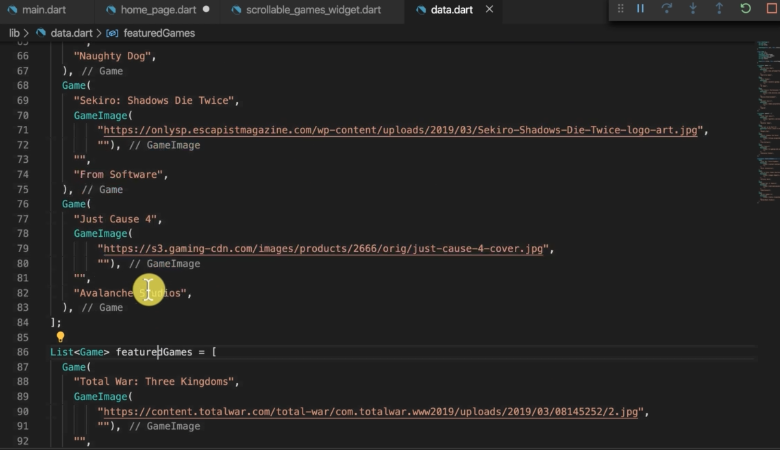 main.dart home_page.dart scrollable_games_widget.dart data.dart
lib > data.dart > featuredGames
66 "Naughty Dog",
67 ), // Game
68 Game(
69 "Sekiro: Shadows Die Twice",
70 GameImage(
71 "https://onlysp.escapistmagazine.com/wp-content/uploads/2019/03/Sekiro-Shadows-Die-Twice-logo-art.jpg",
72 ""), // GameImage
73 "",
74 "From Software",
75 ), // Game
76 Game(
77 "Just Cause 4",
78 GameImage(
79 "https://s3.gaming-cdn.com/images/products/2666/orig/just-cause-4-cover.jpg",
80 ""), // GameImage
81 "",
82 "Avalanche Studios",
83 ), // Game
84 ];
85
86 List<Game> featuredGames = [
87 Game(
88 "Total War: Three Kingdoms",
89 GameImage(
90 "https://content.totalwar.com/total-war/com.totalwar.www2019/uploads/2019/03/08145252/2.jpg",
91 ""), // GameImage
92 "",